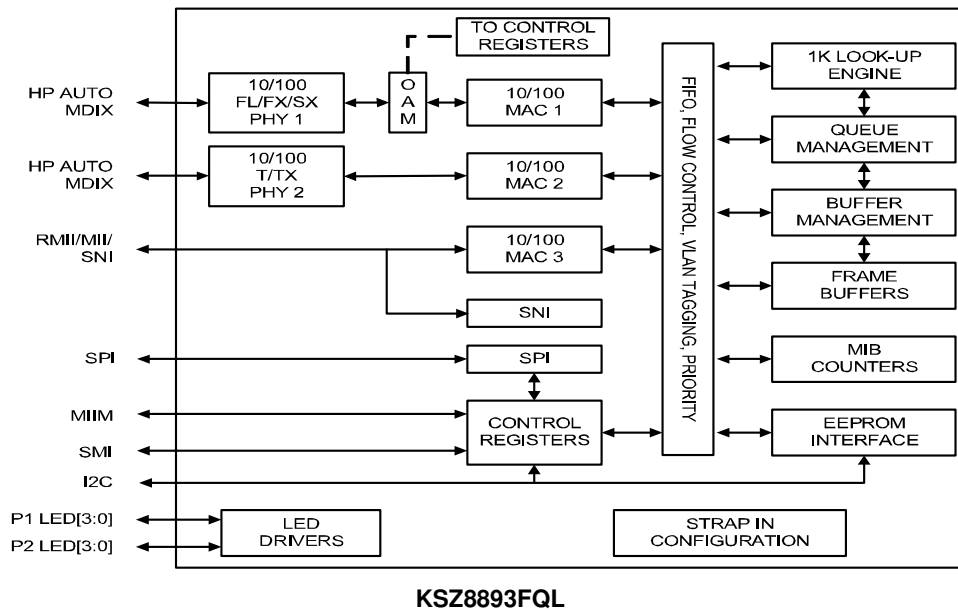 TO CONTROL
REGISTERS
HP AUTO
MDIX
10/100
FL/FX/SX
PHY 1
OAM
10/100
MAC 1
FIFO, FLOW CONTROL, VLAN TAGGING, PRIORITY
1K LOOK-UP
ENGINE
QUEUE
MANAGEMENT
HP AUTO
MDIX
10/100
T/TX
PHY 2
10/100
MAC 2
BUFFER
MANAGEMENT
RMII/MII/
SNI
10/100
MAC 3
FRAME
BUFFERS
SNI
SPI
SPI
MIB
COUNTERS
MIIM
SMI
I2C
CONTROL
REGISTERS
EEPROM
INTERFACE
P1 LED[3:0]
P2 LED[3:0]
LED
DRIVERS
STRAP IN
CONFIGURATION
KSZ8893FQL